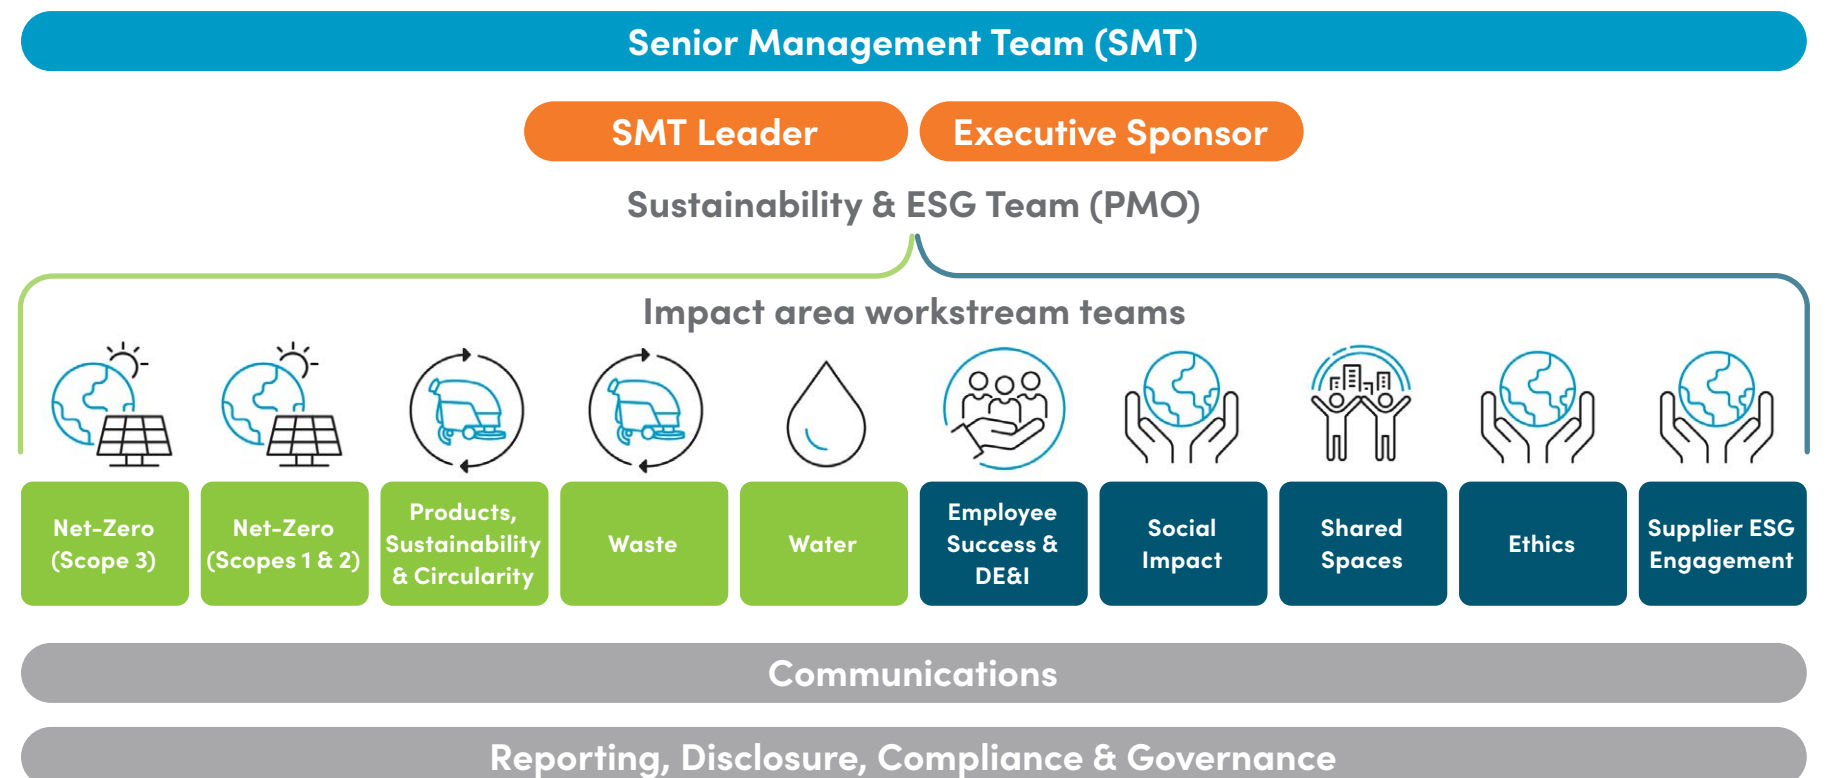 Senior Management Team (SMT)
SMT Leader
Executive Sponsor
Sustainability & ESG Team (PMO)
Impact area workstream teams
Net-Zero
(Scope 3)
Net-Zero
(Scopes 1 & 2)
Products,
Sustainability
& Circularity
Waste
Water
Employee
Success &
DE&I
Social
Impact
Shared
Spaces
Ethics
Supplier ESG
Engagement
Communications
Reporting, Disclosure, Compliance & Governance